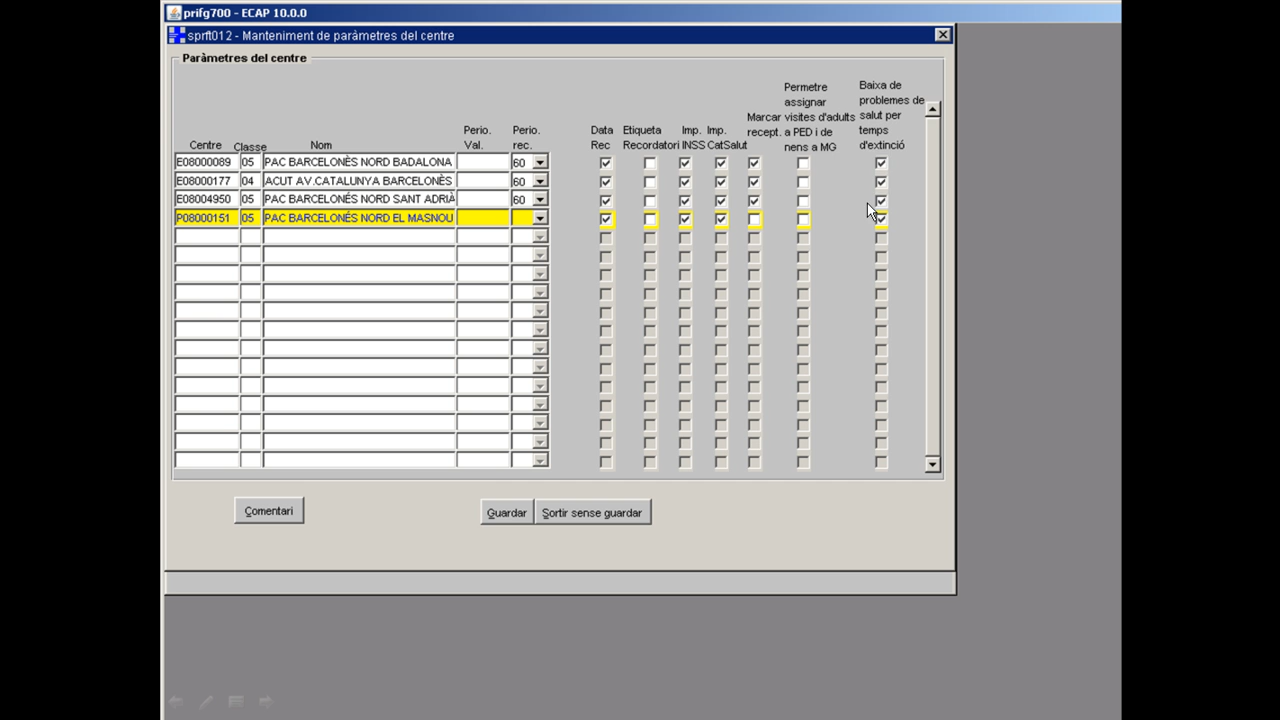 prifg700 - ECAP 10.0.0
sprft012 - Manteniment de paràmetres del centre
Paràmetres del centre
Centre Classe Nom Perio. Val. Perio. rec. Data Rec Etiqueta Recordatori Imp. INSS Imp. CatSalut Marcar recept. Permetre assignar visites d'adults a PED i de nens a MG Baixa de problemes de salut per temps d'extinció
E08000089 05 PAC BARCELONÈS NORD BADALONA 60
E08000177 04 ACUT AV.CATALUNYA BARCELONÈS 60
E08004950 05 PAC BARCELONÉS NORD SANT ADRIÀ 60
P08000151 05 PAC BARCELONÉS NORD EL MASNOU
Comentari Guardar Sortir sense guardar